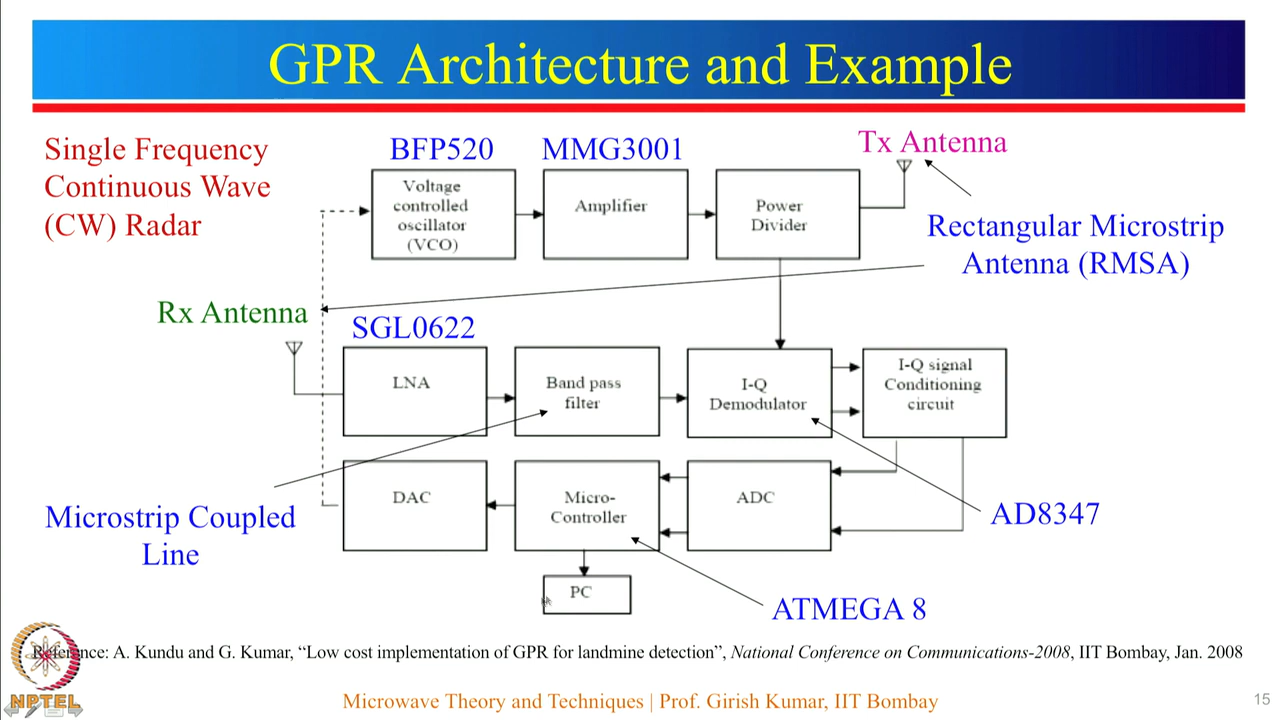 GPR Architecture and Example
Single Frequency
Continuous Wave
(CW) Radar
BFP520
MMG3001
Tx Antenna
Voltage
controlled
oscillator
(VCO)
Amplifier
Power
Divider
Rectangular Microstrip
Antenna (RMSA)
Rx Antenna
SGL0622
LNA
Band pass
filter
I-Q
Demodulator
I-Q signal
Conditioning
circuit
DAC
Micro-
Controller
ADC
Microstrip Coupled
Line
AD8347
PC
ATMEGA 8
Reference: A. Kundu and G. Kumar, “Low cost implementation of GPR for landmine detection”, National Conference on Communications-2008, IIT Bombay, Jan. 2008
NPTEL
Microwave Theory and Techniques | Prof. Girish Kumar, IIT Bombay
15